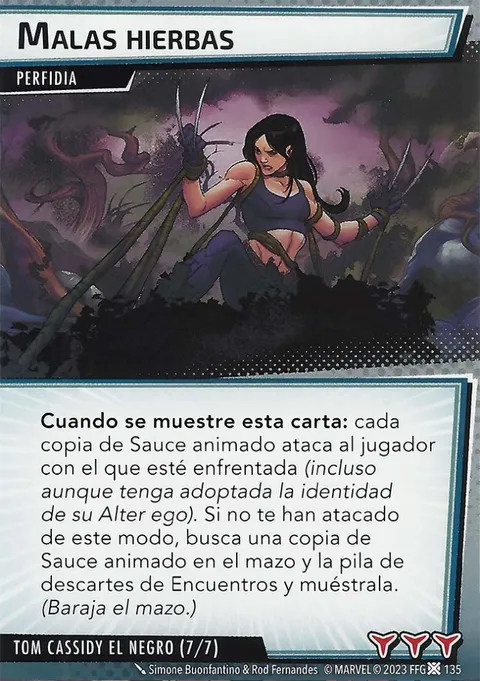 MALAS HIERBAS
PERFIDIA
Cuando se muestre esta carta: cada
copia de Sauce animado ataca al jugador
con el que esté enfrentada (incluso
aunque tenga adoptada la identidad
de su Alter ego). Si no te han atacado
de este modo, busca una copia de
Sauce animado en el mazo y la pila de
descartes de Encuentros y muéstrala.
(Baraja el mazo.)
TOM CASSIDY EL NEGRO (7/7)
Simone Buonfantino & Rod Fernandes © MARVEL © 2023 FFG 135